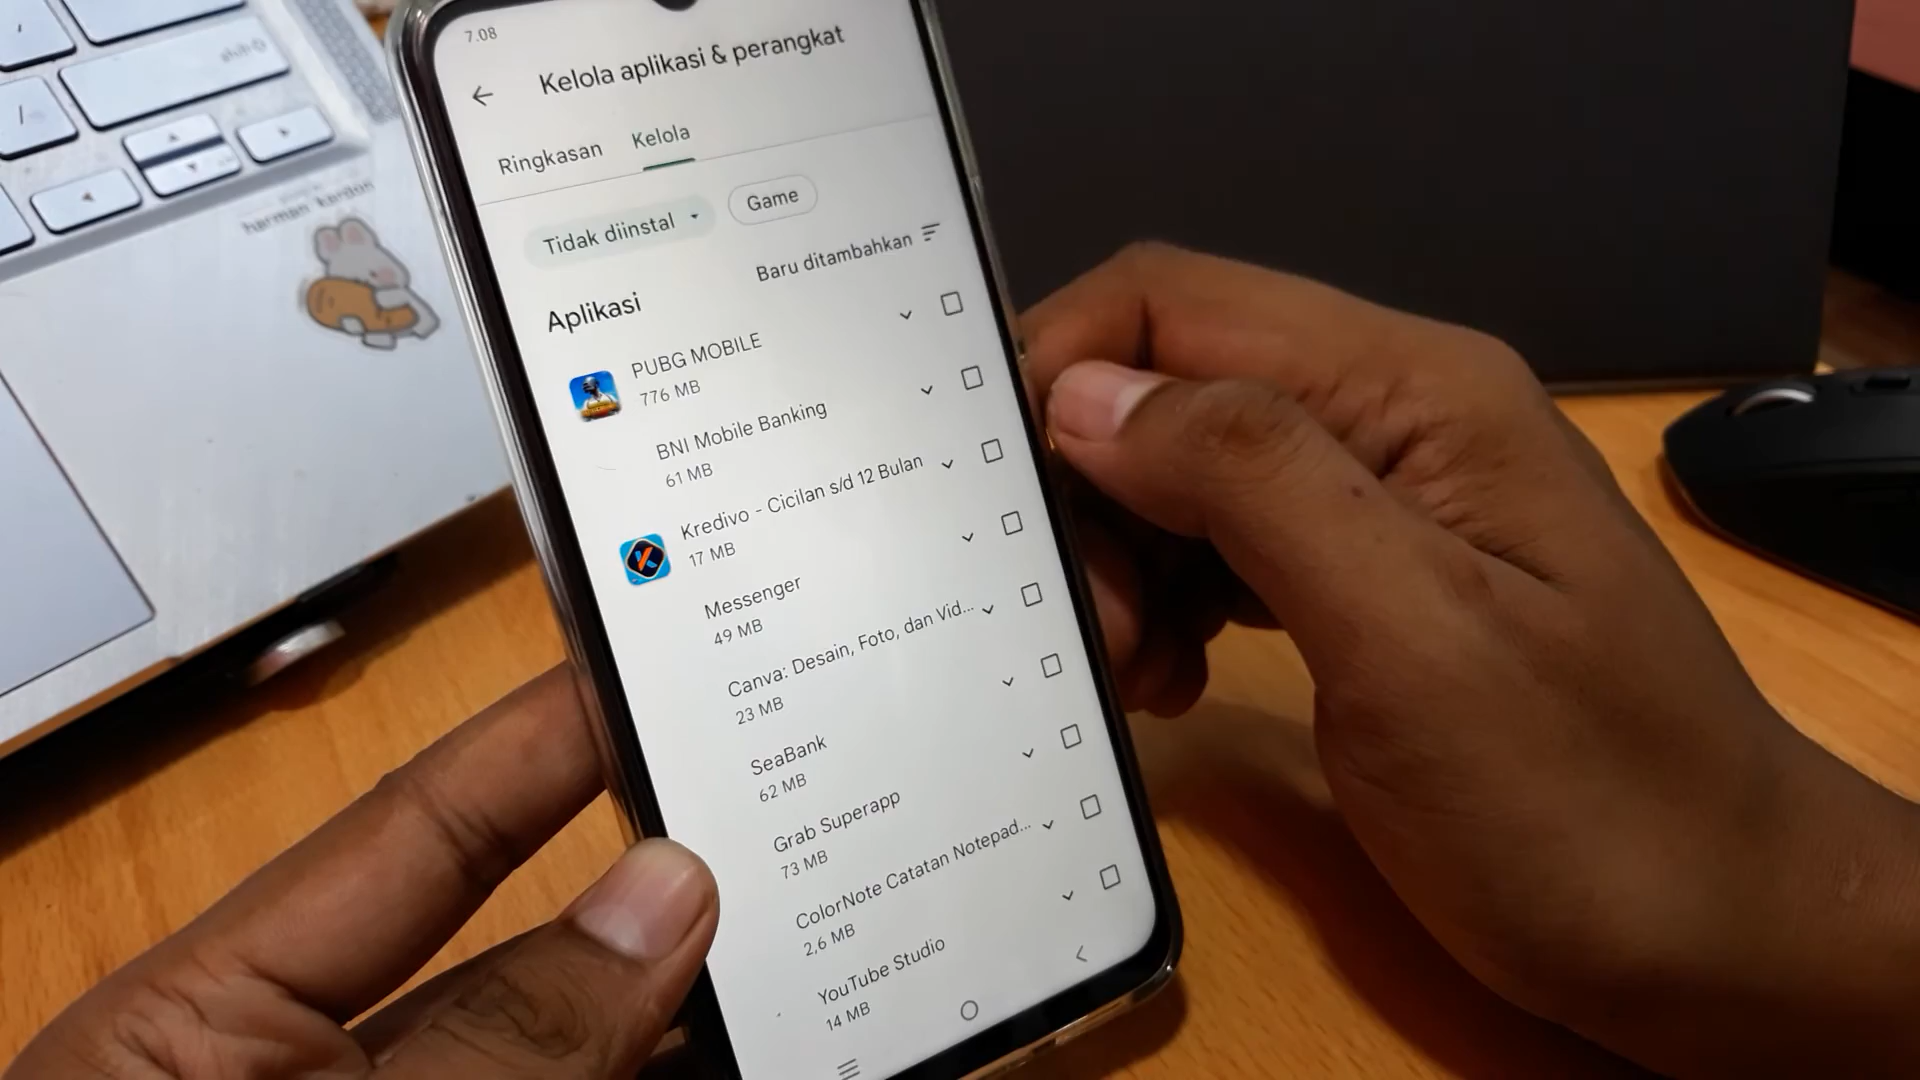 7.08
Kelola aplikasi & perangkat
Ringkasan
Kelola
Tidak diinstal
Game
Baru ditambahkan
Aplikasi
PUBG MOBILE
776 MB
BNI Mobile Banking
61 MB
Kredivo - Cicilan s/d 12 Bulan
17 MB
Messenger
49 MB
Canva: Desain, Foto, dan Vid...
23 MB
SeaBank
62 MB
Grab Superapp
73 MB
ColorNote Catatan Notepad...
2,6 MB
YouTube Studio
14 MB
shift
/
harman kardon